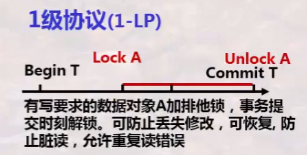 1级协议(1-LP)
Lock A
Unlock A
Begin T
Commit T
有写要求的数据对象A加排他锁，事务提
交时刻解锁。可防止丢失修改，可恢复, 防
止脏读，允许重复读错误